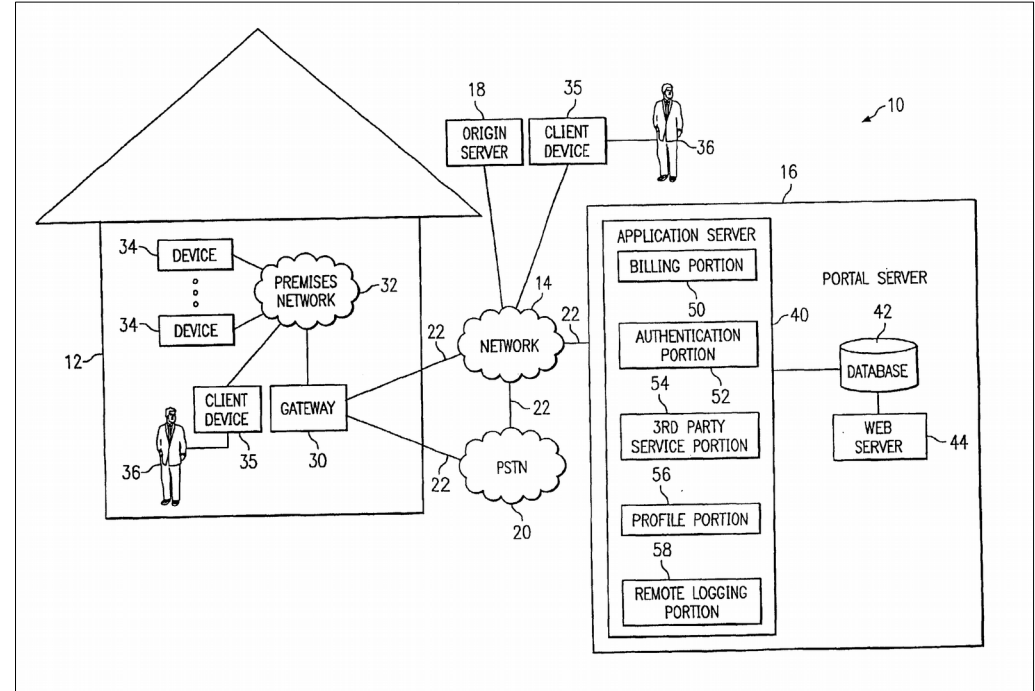 10
18
ORIGIN
SERVER
35
CLIENT
DEVICE
36
16
12
34
DEVICE
34
DEVICE
PREMISES
NETWORK
32
CLIENT
DEVICE
35
36
GATEWAY
30
22
22
14
NETWORK
22
22
PSTN
20
APPLICATION SERVER
BILLING PORTION
50
AUTHENTICATION
PORTION
52
54
3RD PARTY
SERVICE PORTION
56
PROFILE PORTION
58
REMOTE LOGGING
PORTION
40
PORTAL SERVER
42
DATABASE
WEB
SERVER
44